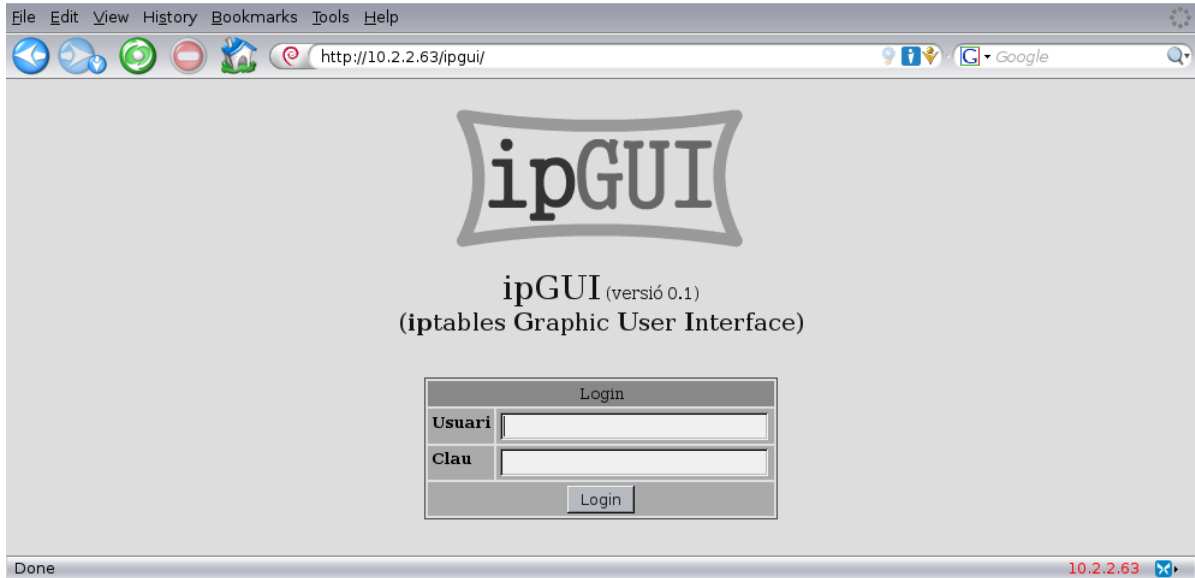 File Edit View History Bookmarks Tools Help
http://10.2.2.63/ipgui/ G Google
ipGUI
ipGUI (versió 0.1)
(iptables Graphic User Interface)
Login
Usuari
Clau
Login
Done 10.2.2.63